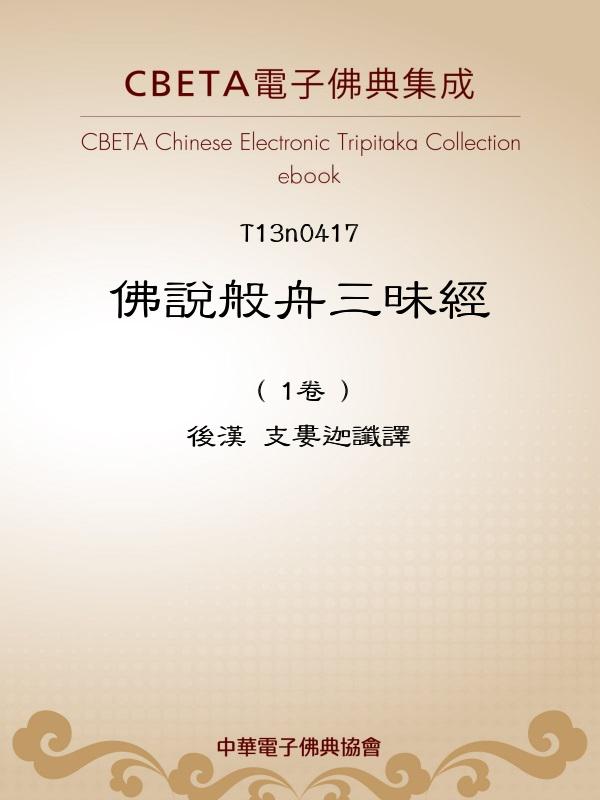 CBETA電子佛典集成
CBETA Chinese Electronic Tripitaka Collection
ebook
T13n0417
佛說般舟三昧經
( 1卷 )
後漢 支婁迦讖譯
中華電子佛典協會